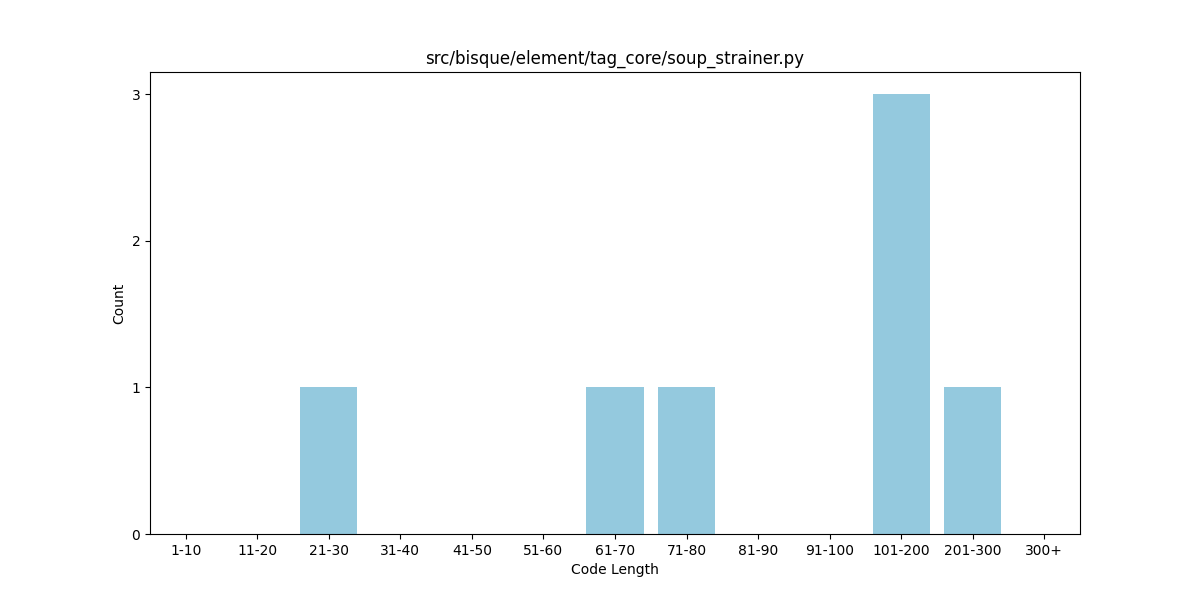 src/bisque/element/tag_core/soup_strainer.py
3
2
1
0
Count
1-10 11-20 21-30 31-40 41-50 51-60 61-70 71-80 81-90 91-100 101-200 201-300 300+
Code Length